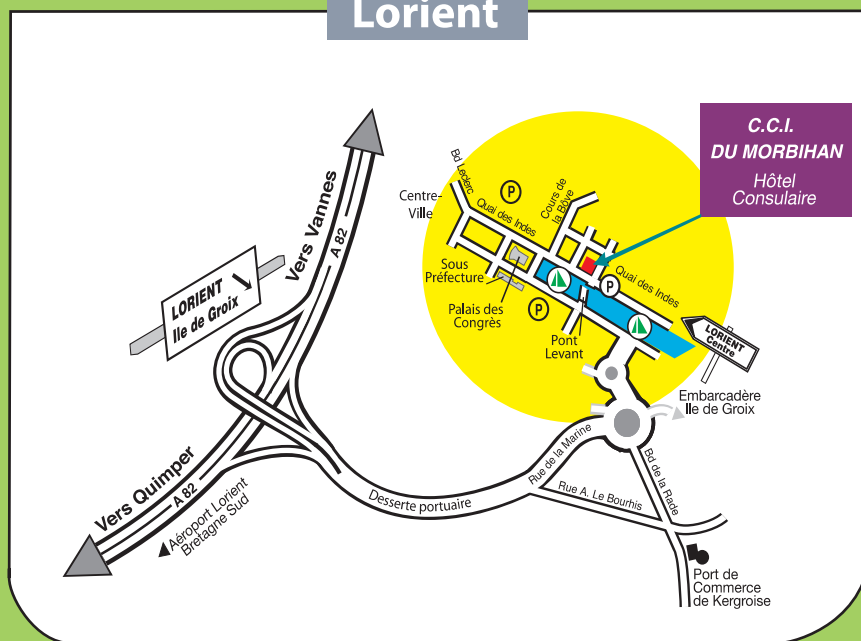 Lorient
C.C.I.
DU MORBIHAN
Hôtel
Consulaire
Bd Leclerc
P
Cours de
la Bôve
Centre-
Ville
Quai des Indes
Vers Vannes
A 82
Sous
Préfecture
P
Quai des Indes
LORIENT
Ile de Groix
Palais des
Congrès
P
Pont
Levant
LORIENT
Centre
Embarcadère
Ile de Groix
Rue de la Marine
Bd de la Rade
Vers Quimper
A 82
Desserte portuaire
Rue A. Le Bourhis
Aéroport Lorient
Bretagne Sud
Port de
Commerce
de Kergroise